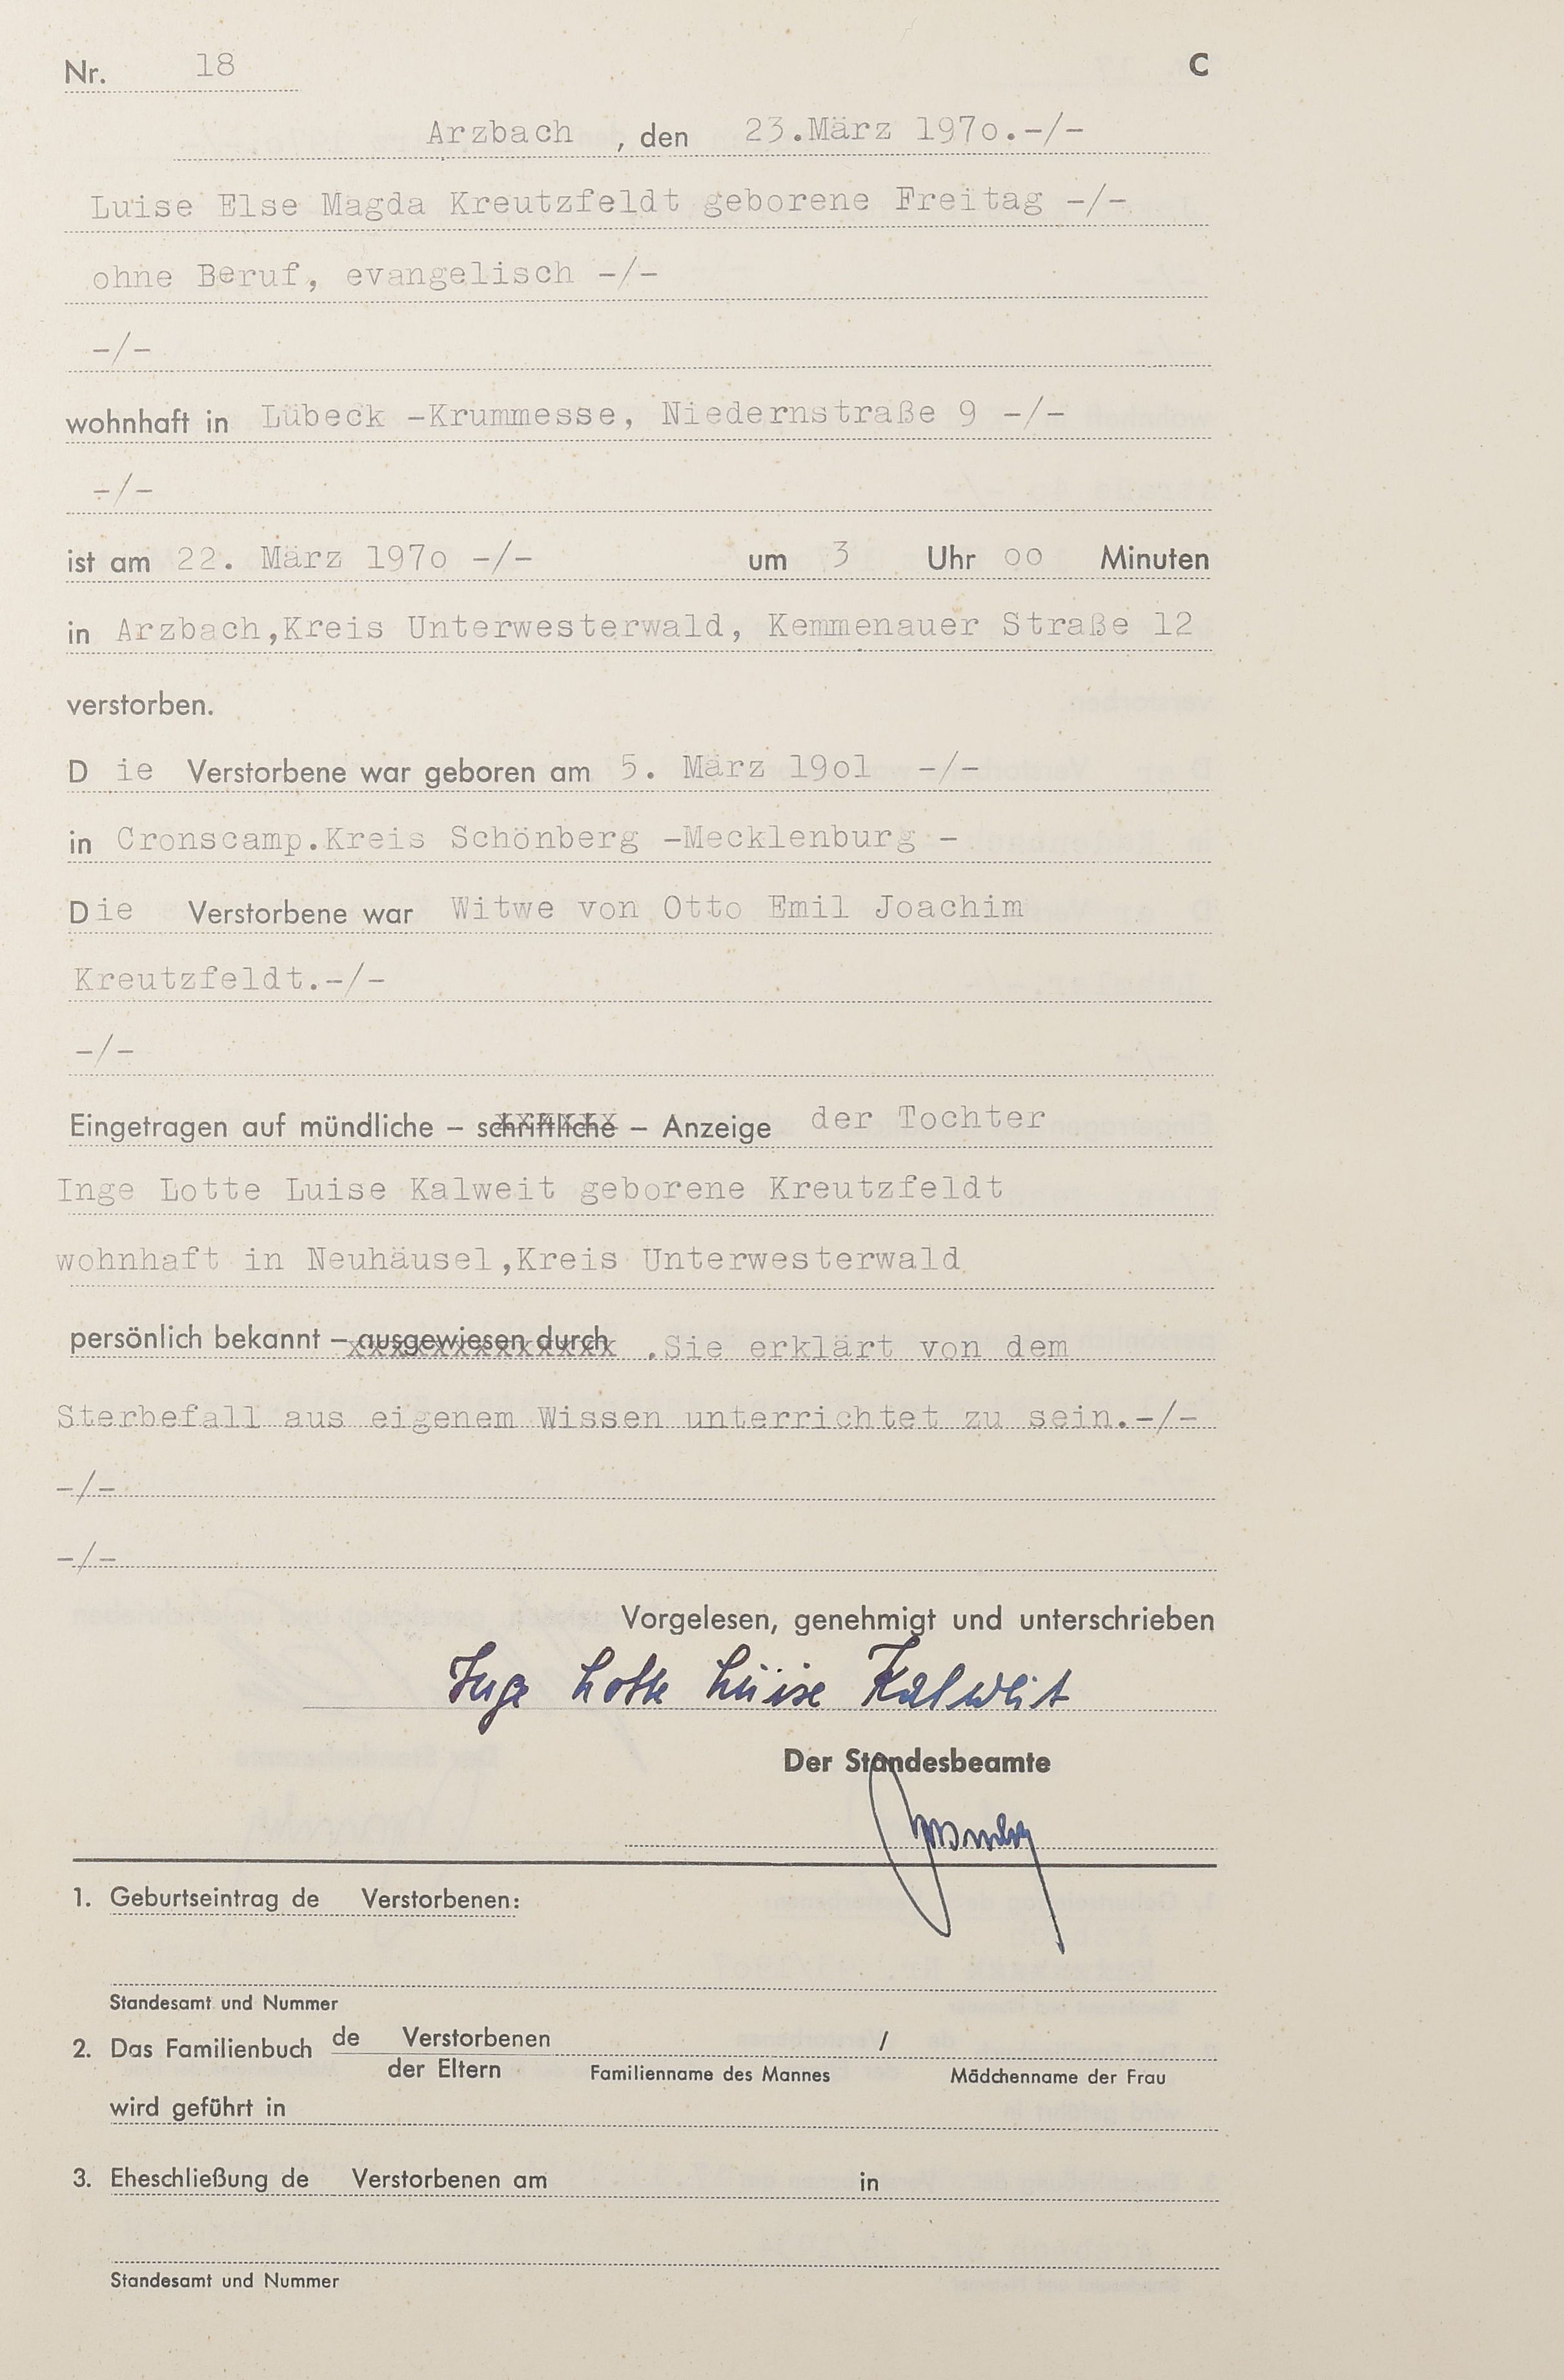 Nr. 18 C
Arzbach , den 23.März 197o.-/-
Luise Else Magda Kreutzfeldt geborene Freitag -/-
ohne Beruf, evangelisch -/-
-/-
wohnhaft in Lübeck -Krummesse, Niedernstraße 9 -/-
-/-
ist am 22. März 197o -/- um 3 Uhr oo Minuten
in Arzbach,Kreis Unterwesterwald, Kemmenauer Straße 12
verstorben.
D ie Verstorbene war geboren am 5. März 19o1 -/-
in Cronscamp.Kreis Schönberg -Mecklenburg -
Die Verstorbene war Witwe von Otto Emil Joachim
Kreutzfeldt.-/-
-/-
Eingetragen auf mündliche – schriftliche – Anzeige der Tochter
Inge Lotte Luise Kalweit geborene Kreutzfeldt
wohnhaft in Neuhäusel,Kreis Unterwesterwald
persönlich bekannt – ausgewiesen durch .Sie erklärt von dem
Sterbefall aus eigenem Wissen unterrichtet zu sein.-/-
-/-
-/-
Vorgelesen, genehmigt und unterschrieben
Inge Lotte Luise Kalweit
Der Standesbeamte
1. Geburtseintrag de Verstorbenen:
Standesamt und Nummer
2. Das Familienbuch de Verstorbenen /
der Eltern Familienname des Mannes Mädchenname der Frau
wird geführt in
3. Eheschließung de Verstorbenen am in
Standesamt und Nummer